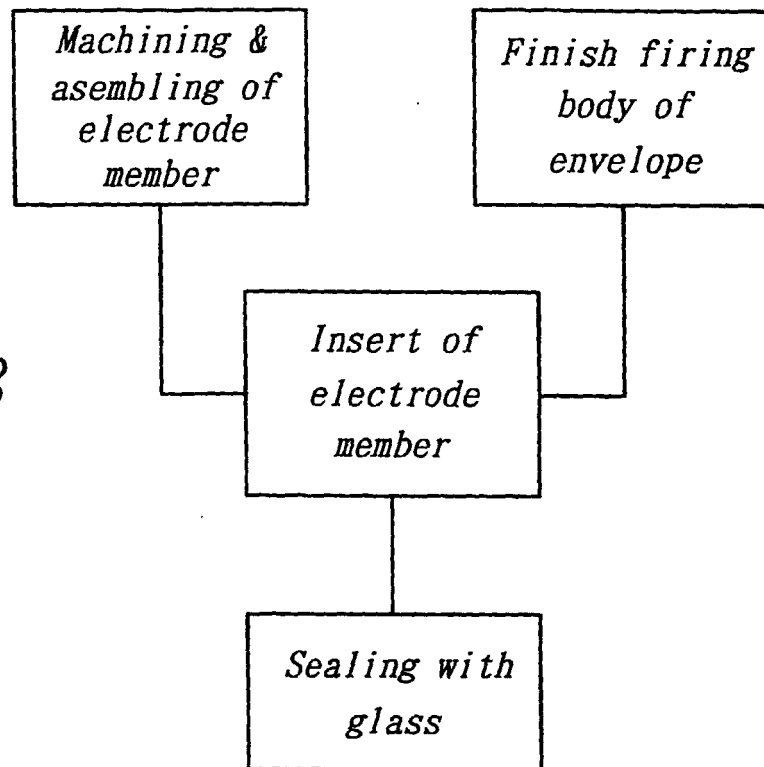 Machining &
asembling of
electrode
member
Finish firing
body of
envelope
Insert of
electrode
member
Sealing with
glass